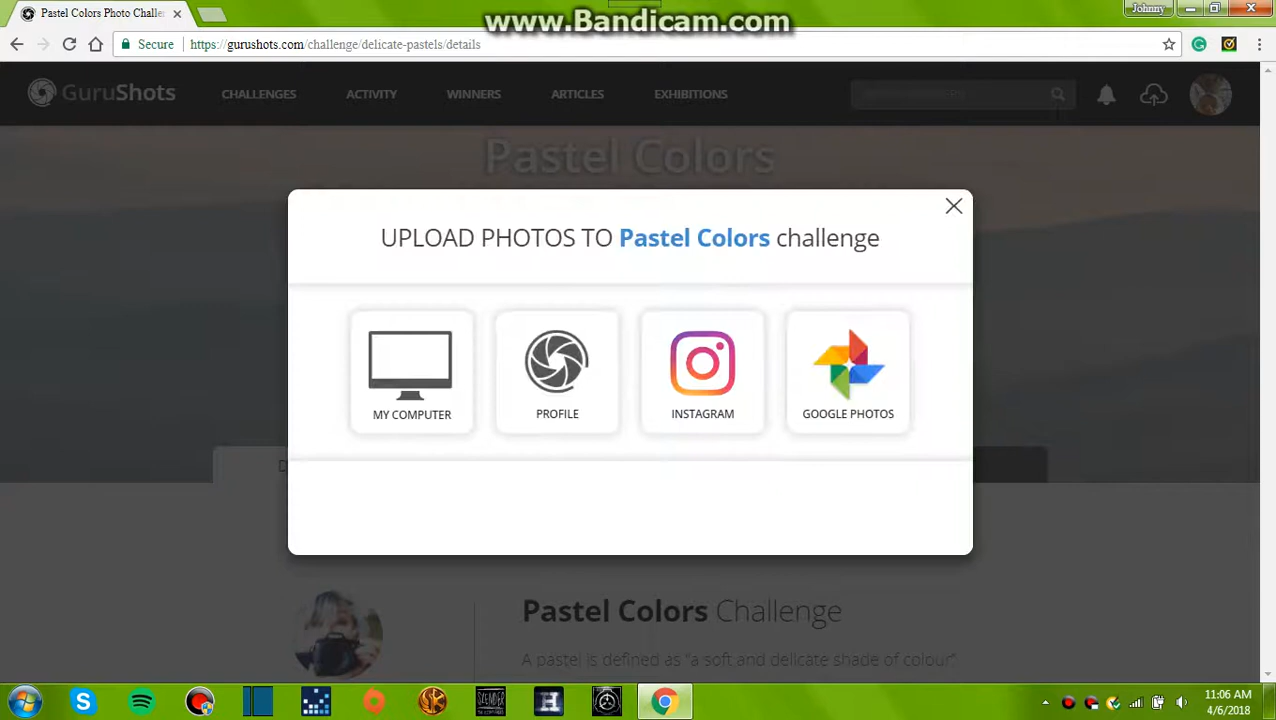 Pastel Colors Photo Challe
www.Bandicam.com
Johnny
Secure
https://gurushots.com/challenge/delicate-pastels/details
GuruShots
CHALLENGES
ACTIVITY
WINNERS
ARTICLES
EXHIBITIONS
Pastel Colors
UPLOAD PHOTOS TO Pastel Colors challenge
MY COMPUTER
PROFILE
INSTAGRAM
GOOGLE PHOTOS
Pastel Colors Challenge
A pastel is defined as “a soft and delicate shade of colour”.
11:06 AM
4/6/2018